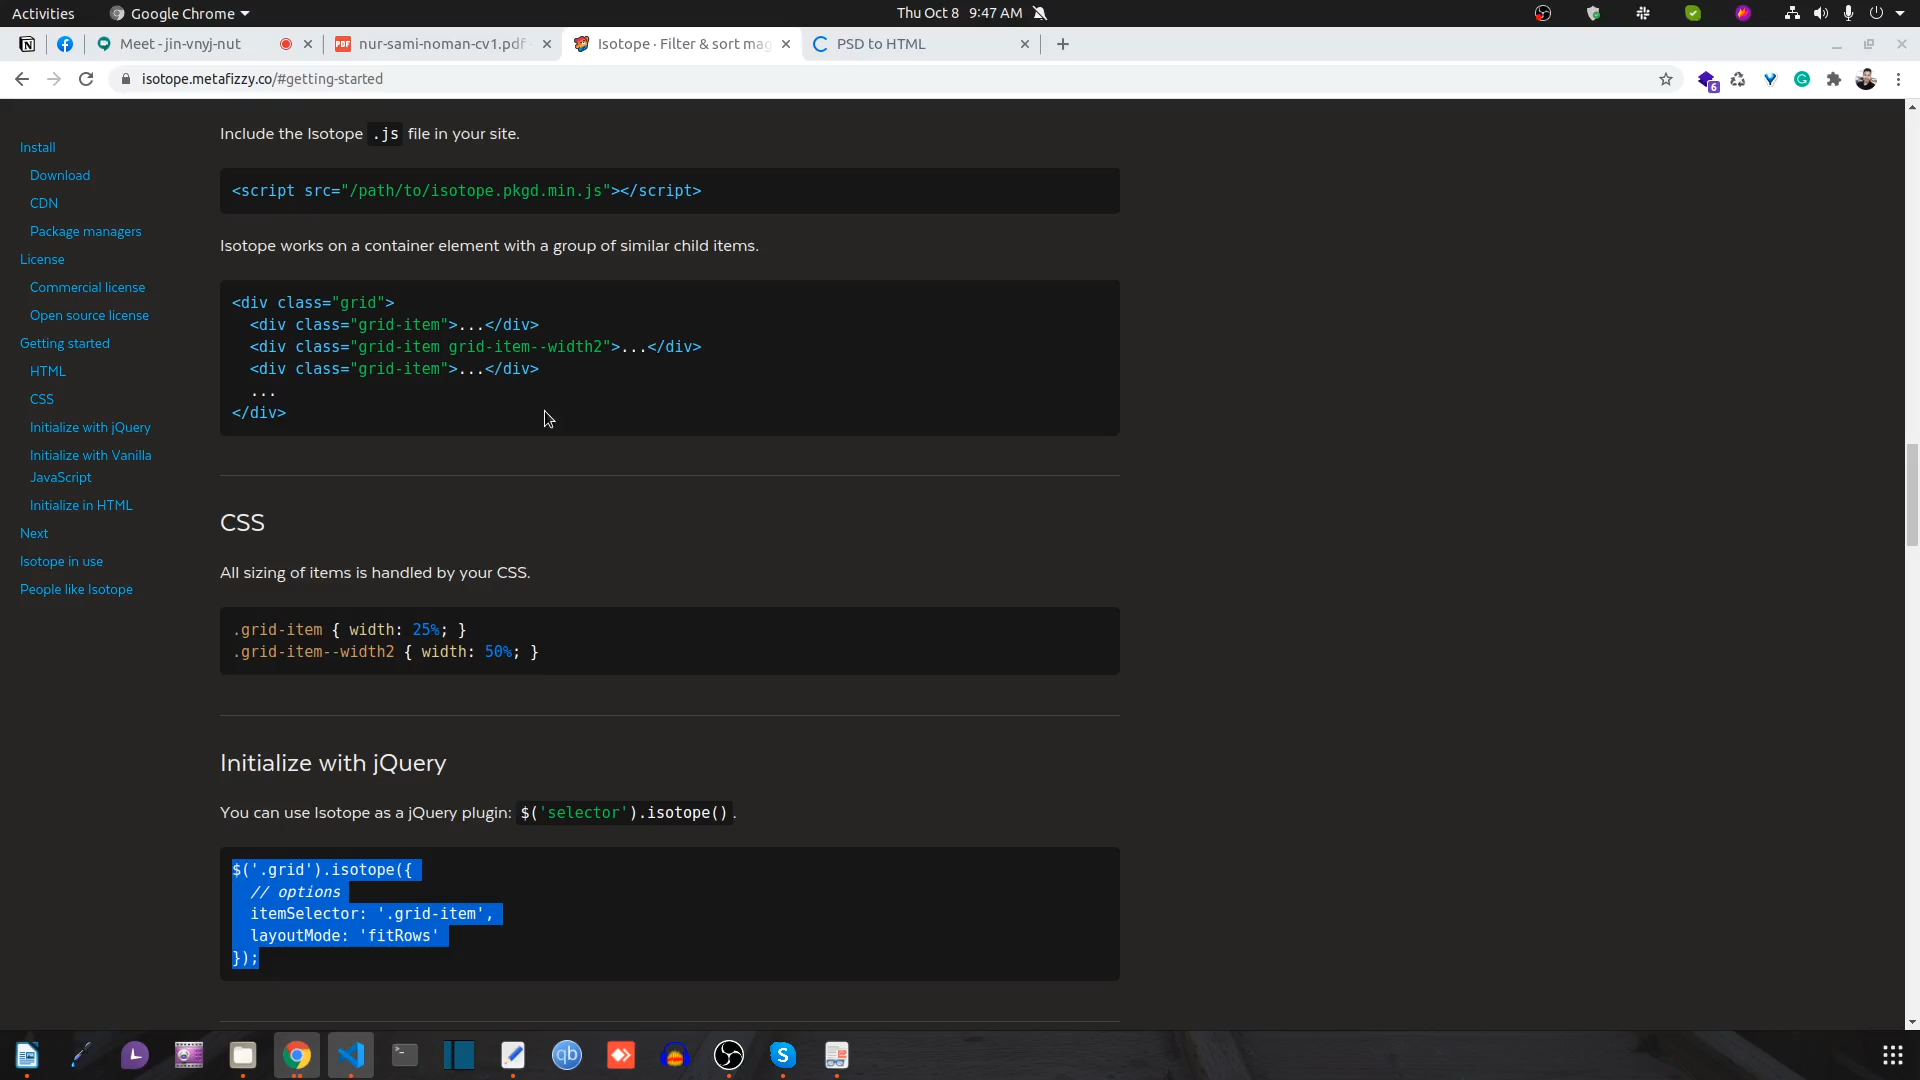 Activities
Google Chrome
Thu Oct 8 9:47 AM
Meet - jin-vnyj-nut
PDF
nur-sami-noman-cv1.pdf
Isotope · Filter & sort mag
PSD to HTML
isotope.metafizzy.co/#getting-started
6
Install
Download
CDN
Package managers
License
Commercial license
Open source license
Getting started
HTML
CSS
Initialize with jQuery
Initialize with Vanilla
JavaScript
Initialize in HTML
Next
Isotope in use
People like Isotope
Include the Isotope .js file in your site.
<script src="/path/to/isotope.pkgd.min.js"></script>
Isotope works on a container element with a group of similar child items.
<div class="grid">
  <div class="grid-item">...</div>
  <div class="grid-item grid-item--width2">...</div>
  <div class="grid-item">...</div>
  ...
</div>
CSS
All sizing of items is handled by your CSS.
.grid-item { width: 25%; }
.grid-item--width2 { width: 50%; }
Initialize with jQuery
You can use Isotope as a jQuery plugin: $('selector').isotope().
$('.grid').isotope({
  // options
  itemSelector: '.grid-item',
  layoutMode: 'fitRows'
});
qb
S